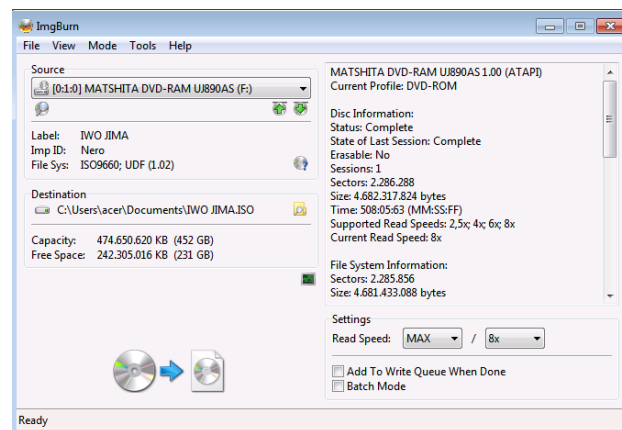 ImgBurn
File View Mode Tools Help
Source
[0:1:0] MATSHITA DVD-RAM UJ890AS (F:)
Label: IWO JIMA
Imp ID: Nero
File Sys: ISO9660; UDF (1.02)
Destination
C:\Users\acer\Documents\IWO JIMA.ISO
Capacity: 474.650.620 KB (452 GB)
Free Space: 242.305.016 KB (231 GB)
MATSHITA DVD-RAM UJ890AS 1.00 (ATAPI)
Current Profile: DVD-ROM
Disc Information:
Status: Complete
State of Last Session: Complete
Erasable: No
Sessions: 1
Sectors: 2.286.288
Size: 4.682.317.824 bytes
Time: 508:05:63 (MM:SS:FF)
Supported Read Speeds: 2,5x; 4x; 6x; 8x
Current Read Speed: 8x
File System Information:
Sectors: 2.285.856
Size: 4.681.433.088 bytes
Settings
Read Speed: MAX / 8x
Add To Write Queue When Done
Batch Mode
Ready